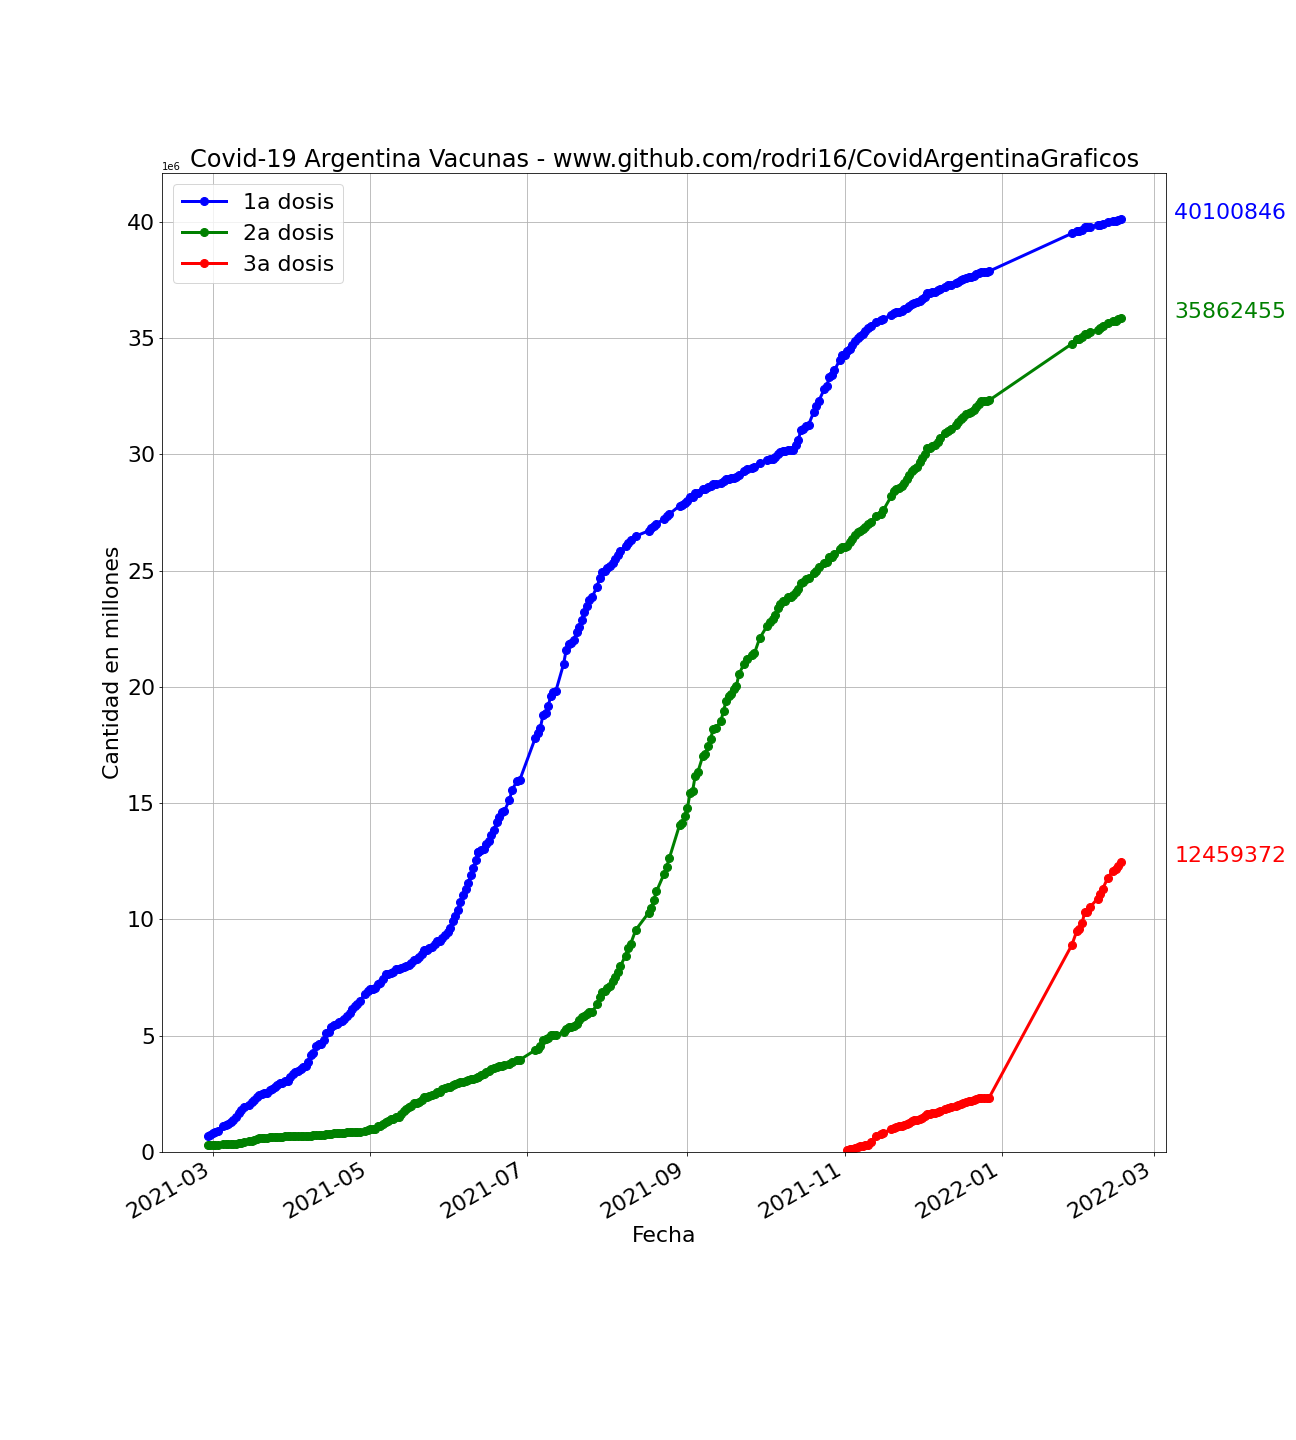 Covid-19 Argentina Vacunas - www.github.com/rodri16/CovidArgentinaGraficos
1e6
1a dosis
2a dosis
3a dosis
40100846
35862455
12459372
40
35
30
25
20
15
10
5
0
Cantidad en millones
2021-03
2021-05
2021-07
2021-09
2021-11
2022-01
2022-03
Fecha